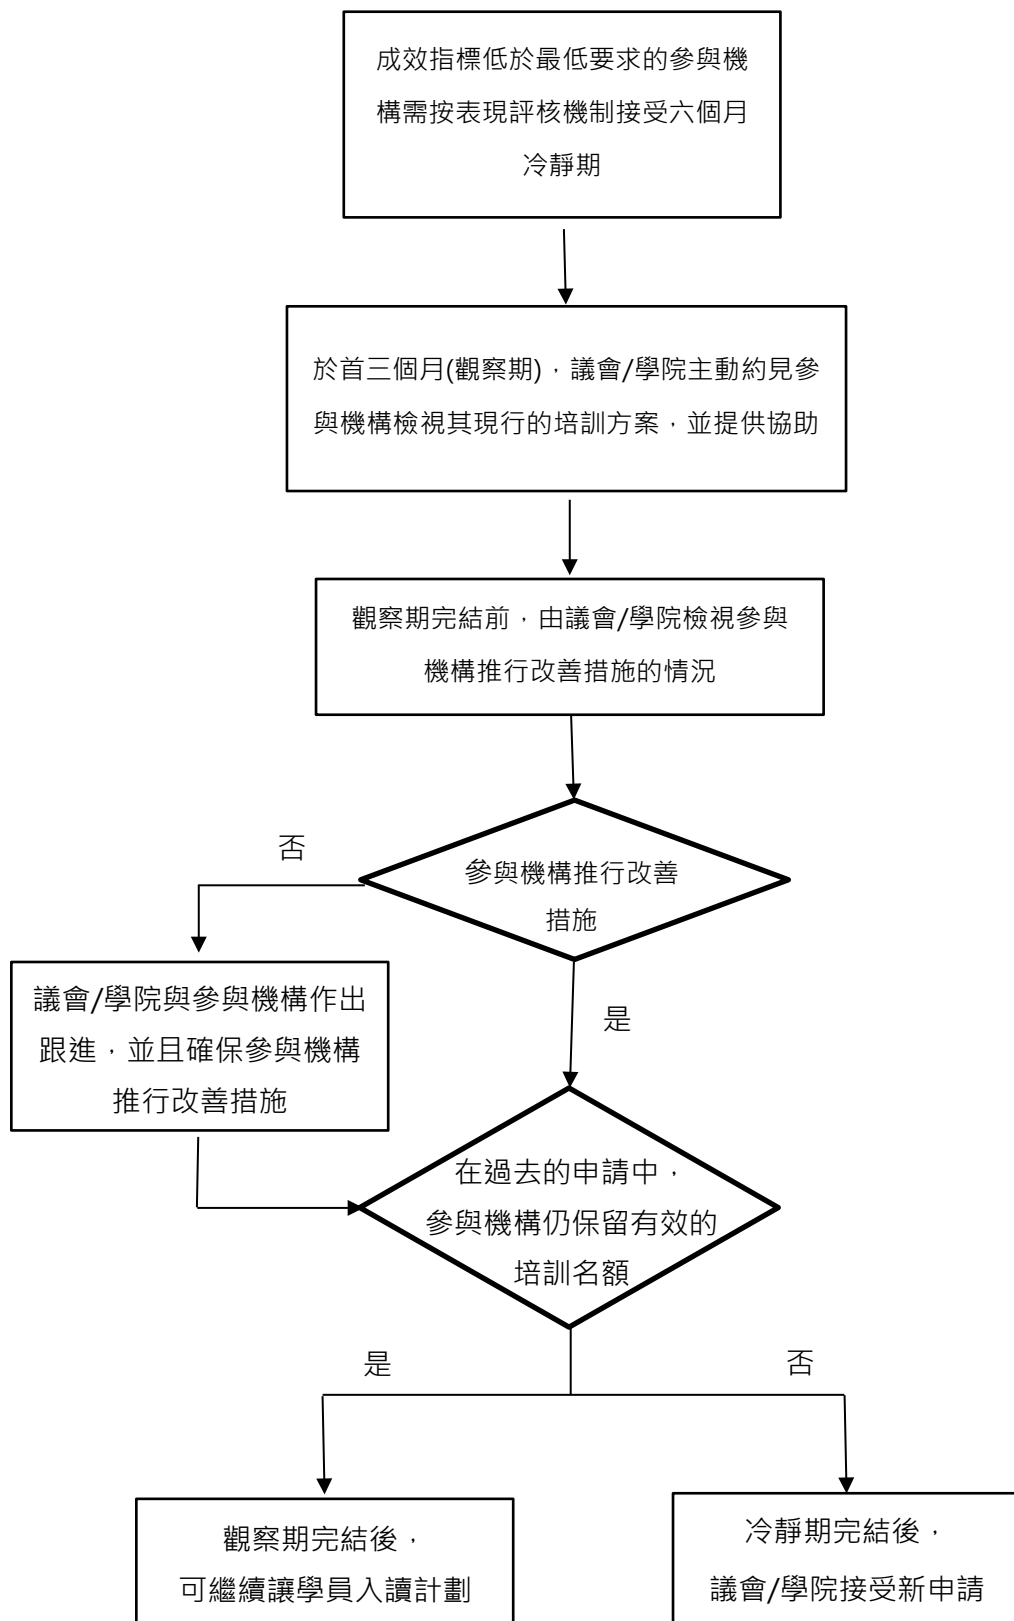 成效指標低於最低要求的參與機
構需按表現評核機制接受六個月
冷靜期
於首三個月(觀察期)，議會/學院主動約見參
與機構檢視其現行的培訓方案，並提供協助
觀察期完結前，由議會/學院檢視參與
機構推行改善措施的情況
參與機構推行改善
措施
否
議會/學院與參與機構作出
跟進，並且確保參與機構
推行改善措施
是
在過去的申請中，
參與機構仍保留有效的
培訓名額
是
否
觀察期完結後，
可繼續讓學員入讀計劃
冷靜期完結後，
議會/學院接受新申請